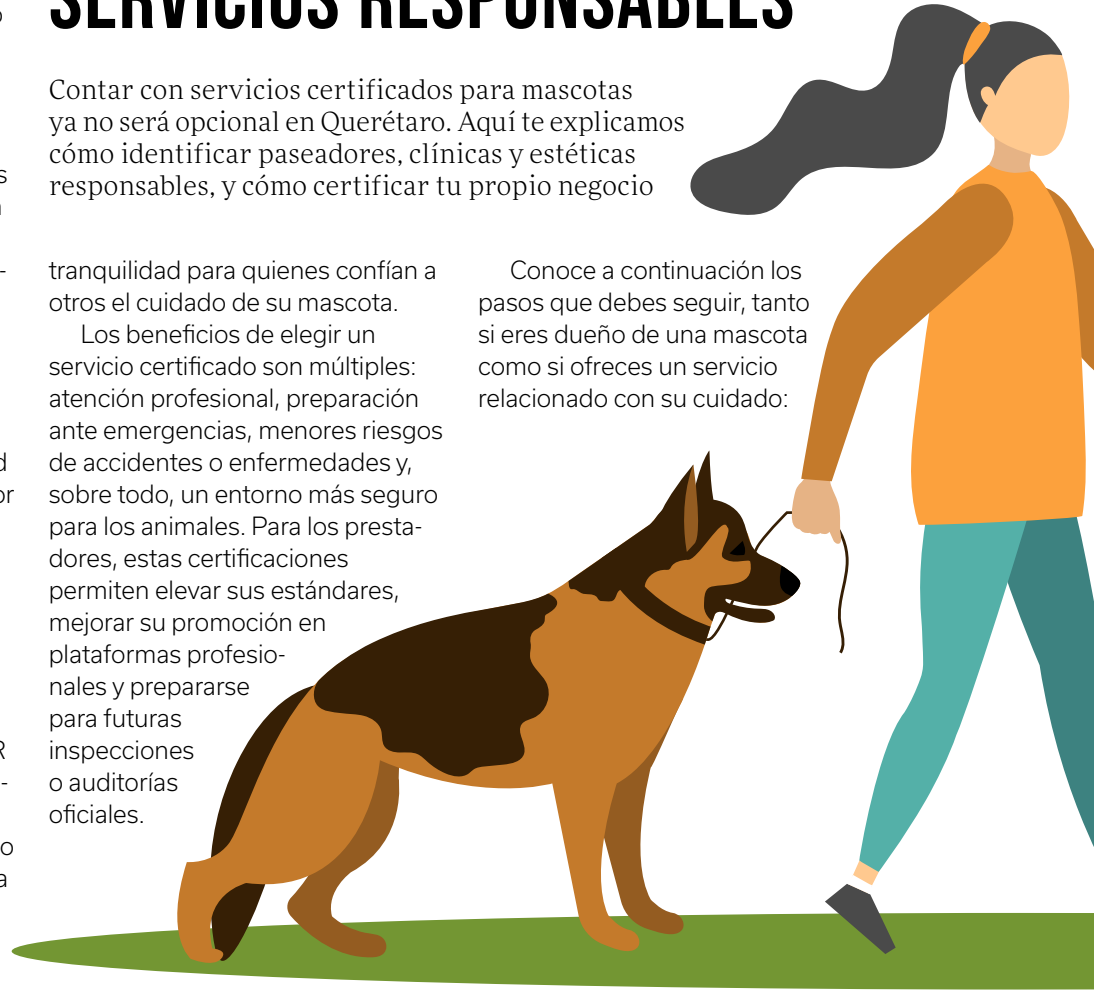 SERVICIOS RESPONSABLES
Contar con servicios certificados para mascotas
ya no será opcional en Querétaro. Aquí te explicamos
cómo identificar paseadores, clínicas y estéticas
responsables, y cómo certificar tu propio negocio
tranquilidad para quienes confían a
otros el cuidado de su mascota.
Los beneficios de elegir un
servicio certificado son múltiples:
atención profesional, preparación
ante emergencias, menores riesgos
de accidentes o enfermedades y,
sobre todo, un entorno más seguro
para los animales. Para los presta-
dores, estas certificaciones
permiten elevar sus estándares,
mejorar su promoción en
plataformas profesio-
nales y prepararse
para futuras
inspecciones
o auditorías
oficiales.
Conoce a continuación los
pasos que debes seguir, tanto
si eres dueño de una mascota
como si ofreces un servicio
relacionado con su cuidado: